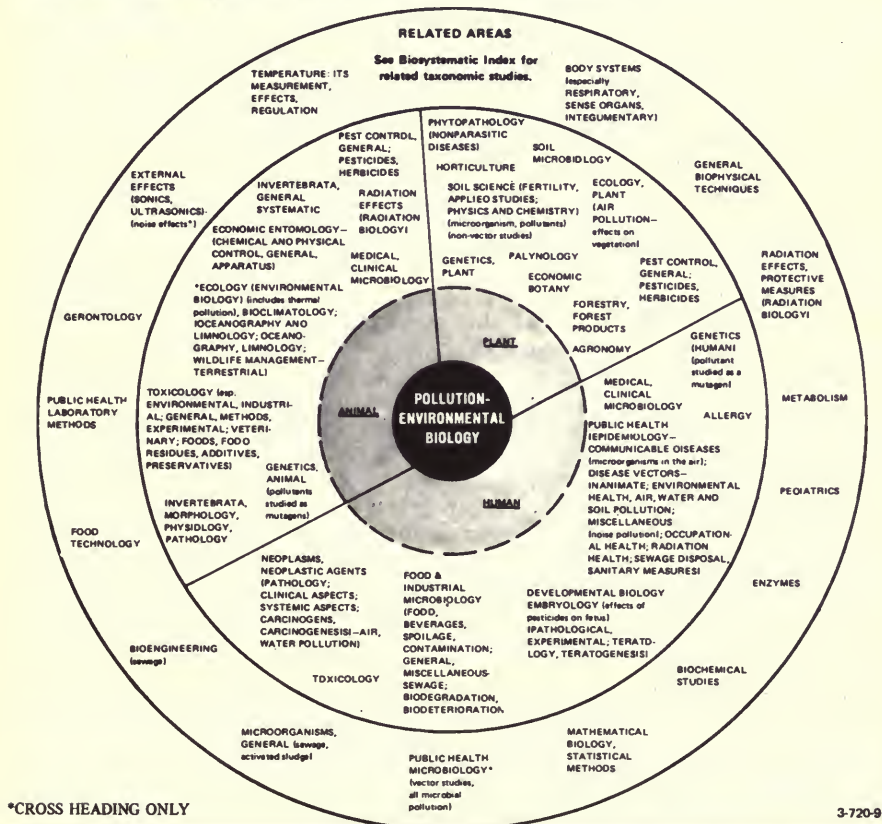 RELATED AREAS
See Biosystematic Index for
related taxonomic studies.
TEMPERATURE: ITS
MEASUREMENT,
EFFECTS,
REGULATION
BODY SYSTEMS
(especially
RESPIRATORY,
SENSE ORGANS,
INTEGUMENTARY)
EXTERNAL
EFFECTS
(SONICS,
ULTRASONICS)-
(noise effects*)
GENERAL
BIOPHYSICAL
TECHNIQUES
GERONTOLOGY
RADIATION
EFFECTS,
PROTECTIVE
MEASURES
(RADIATION
BIOLOGY)
PUBLIC HEALTH
LABORATORY
METHODS
METABOLISM
FOOD
TECHNOLOGY
PEDIATRICS
ENZYMES
BIOENGINEERING
(sewage)
BIOCHEMICAL
STUDIES
MICROORGANISMS,
GENERAL (sewage,
activated sludge)
PUBLIC HEALTH
MICROBIOLOGY*
(vector studies,
all microbial
pollution)
MATHEMATICAL
BIOLOGY,
STATISTICAL
METHODS
PEST CONTROL,
GENERAL;
PESTICIDES,
HERBICIDES
INVERTEBRATA,
GENERAL
SYSTEMATIC
RADIATION
EFFECTS
(RADIATION
BIOLOGY)
ECONOMIC ENTOMOLOGY—
(CHEMICAL AND PHYSICAL
CONTROL, GENERAL,
APPARATUS)
MEDICAL,
CLINICAL
MICROBIOLOGY
*ECOLOGY (ENVIRONMENTAL
BIOLOGY) (includes thermal
pollution), BIOCLIMATOLOGY;
(OCEANOGRAPHY AND
LIMNOLOGY; OCEANO-
GRAPHY, LIMNOLOGY;
WILDLIFE MANAGEMENT—
TERRESTRIAL)
TOXICOLOGY (esp.
ENVIRONMENTAL, INDUSTRI-
AL; GENERAL, METHODS,
EXPERIMENTAL; VETERI-
NARY; FOODS, FOOD
RESIDUES, ADDITIVES,
PRESERVATIVES)
GENETICS,
ANIMAL
(pollutants
studied as
mutagens)
INVERTEBRATA,
MORPHOLOGY,
PHYSIOLOGY,
PATHOLOGY
PHYTOPATHOLOGY
(NONPARASITIC
DISEASES)
SOIL
MICROBIOLOGY
HORTICULTURE
SOIL SCIENCE (FERTILITY,
APPLIED STUDIES;
PHYSICS AND CHEMISTRY)
(microorganism, pollutants)
(non-vector studies)
ECOLOGY,
PLANT
(AIR
POLLUTION—
effects on
vegetation)
GENETICS,
PLANT
PALYNOLOGY
ECONOMIC
BOTANY
PEST CONTROL,
GENERAL;
PESTICIDES,
HERBICIDES
FORESTRY,
FOREST
PRODUCTS
AGRONOMY
GENETICS
(HUMAN) (pollutant
studied as a
mutagen)
MEDICAL,
CLINICAL
MICROBIOLOGY
ALLERGY
PUBLIC HEALTH
(EPIDEMIOLOGY—
COMMUNICABLE DISEASES
(microorganisms in the air);
DISEASE VECTORS—
INANIMATE; ENVIRONMENTAL
HEALTH, AIR, WATER AND
SOIL POLLUTION;
MISCELLANEOUS
(noise pollution); OCCUPATION-
AL HEALTH; RADIATION
HEALTH; SEWAGE DISPOSAL,
SANITARY MEASURES)
NEOPLASMS,
NEOPLASTIC AGENTS
(PATHOLOGY;
CLINICAL ASPECTS;
SYSTEMIC ASPECTS;
CARCINOGENS,
CARCINOGENESIS)—AIR,
WATER POLLUTION)
TOXICOLOGY
FOOD &
INDUSTRIAL
MICROBIOLOGY
(FOOD,
BEVERAGES,
SPOILAGE,
CONTAMINATION;
GENERAL,
MISCELLANEOUS-
SEWAGE;
BIODEGRADATION,
BIODETERIORATION
DEVELOPMENTAL BIOLOGY
EMBRYOLOGY (effects of
pesticides on fetus)
(PATHOLOGICAL,
EXPERIMENTAL; TERATO-
LOGY, TERATOGENESIS)
PLANT
ANIMAL
HUMAN
POLLUTION-
ENVIRONMENTAL
BIOLOGY
*CROSS HEADING ONLY
3-720-9